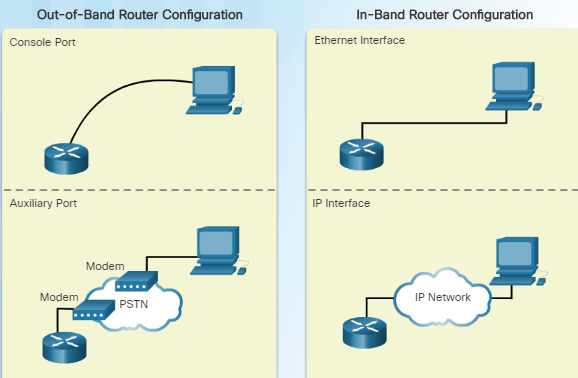 Out-of-Band Router Configuration
In-Band Router Configuration
Console Port
Ethernet Interface
Auxiliary Port
Modem
Modem
PSTN
IP Interface
IP Network